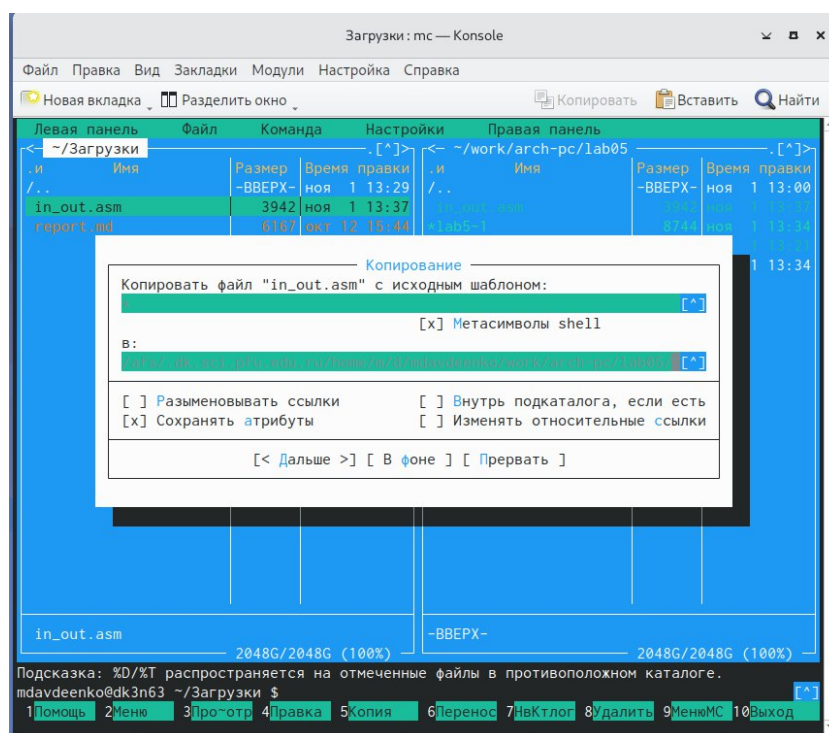 Загрузки : mc — Konsole
Файл Правка Вид Закладки Модули Настройка Справка
Новая вкладка Разделить окно Копировать Вставить Найти
Левая панель Файл Команда Настройки Правая панель
<— ~/Загрузки .[^]> <— ~/work/arch-pc/lab05 .[^]>
.и Имя Размер Время правки .и Имя Размер Время правки
/.. -ВВЕРХ- ноя 1 13:29 /.. -ВВЕРХ- ноя 1 13:00
in_out.asm 3942 ноя 1 13:37 in_out.asm 3942 ноя 1 13:37
report.md 6167 окт 12 15:44 *lab5-1 8744 ноя 1 13:34
1 13:21
1 13:34
Копирование
Копировать файл "in_out.asm" с исходным шаблоном:
[^]
[x] Метасимволы shell
в:
[^]
[ ] Разыменовывать ссылки [ ] Внутрь подкаталога, если есть
[x] Сохранять атрибуты [ ] Изменять относительные ссылки
[< Дальше >] [ В фоне ] [ Прервать ]
in_out.asm -ВВЕРХ-
2048G/2048G (100%) 2048G/2048G (100%)
Подсказка: %D/%T распространяется на отмеченные файлы в противоположном каталоге.
mdavdeenko@dk3n63 ~/Загрузки $ [^]
1Помощь 2Меню 3Про~отр 4Правка 5Копия 6Перенос 7НвКтлог 8Удалить 9МенюМС 10Выход